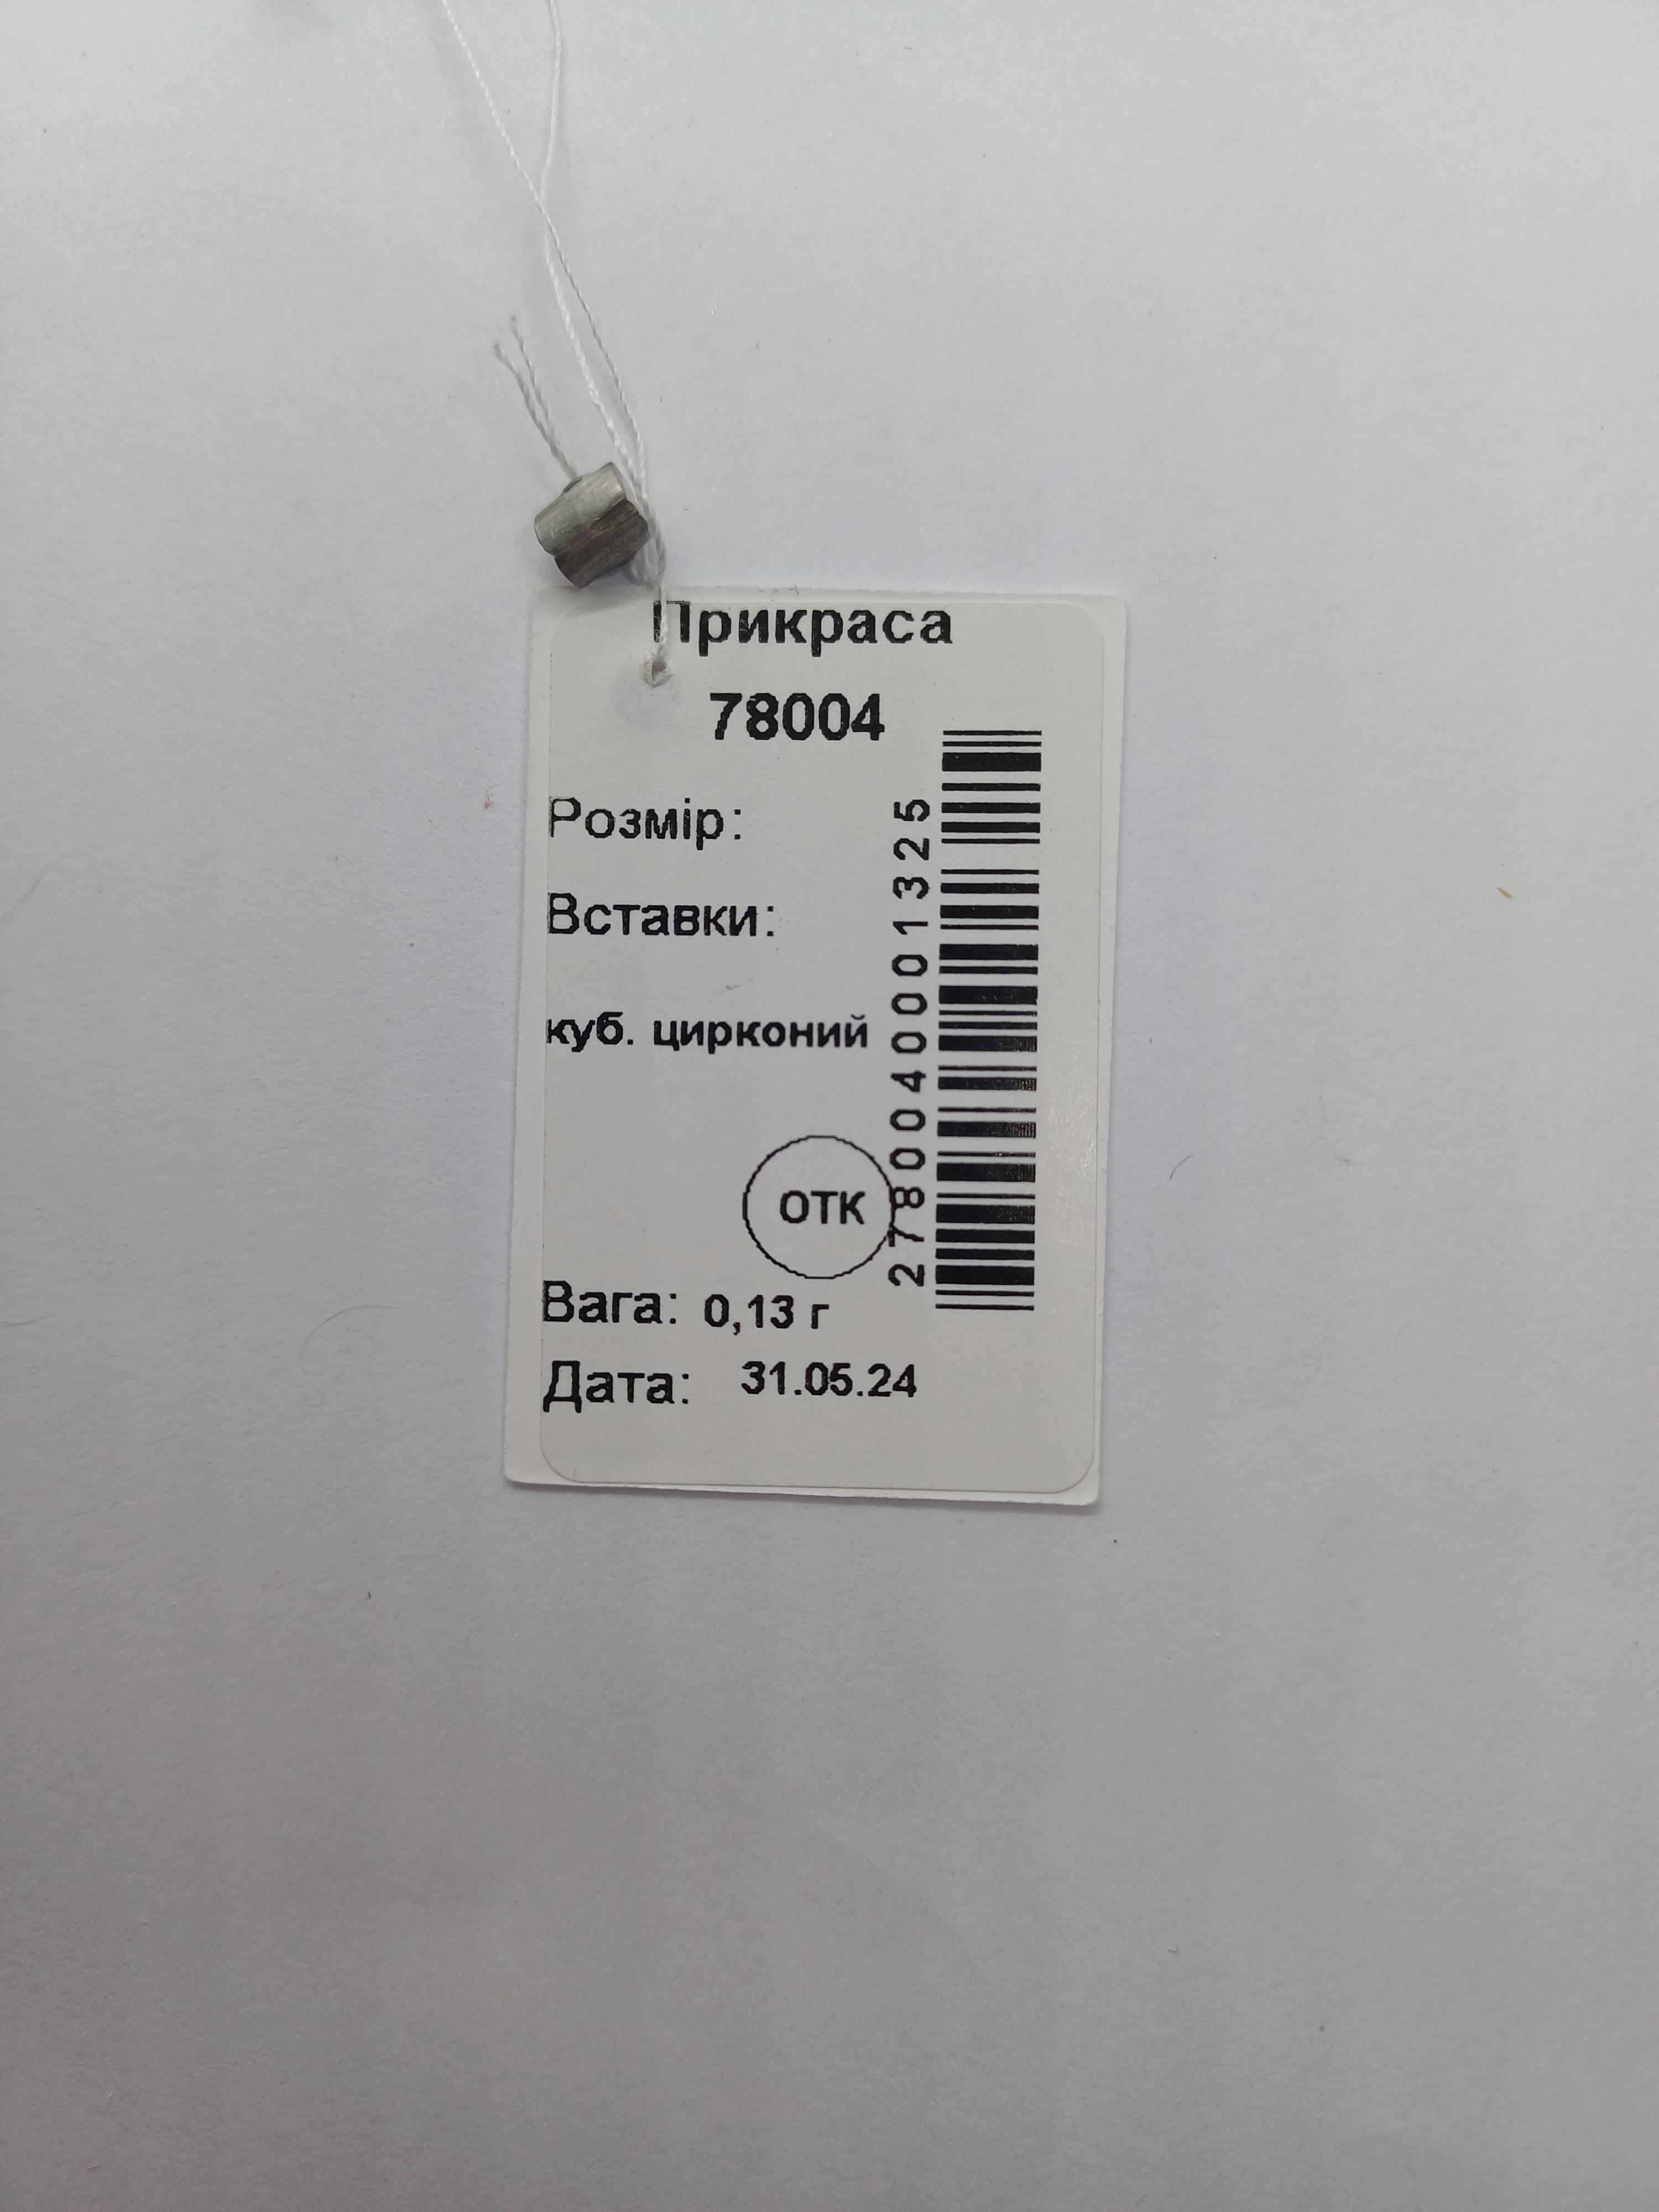 Прикраса
78004
Розмір:
Вставки:
куб. цирконий
ОТК
2780040001325
Вага: 0,13 г
Дата: 31.05.24